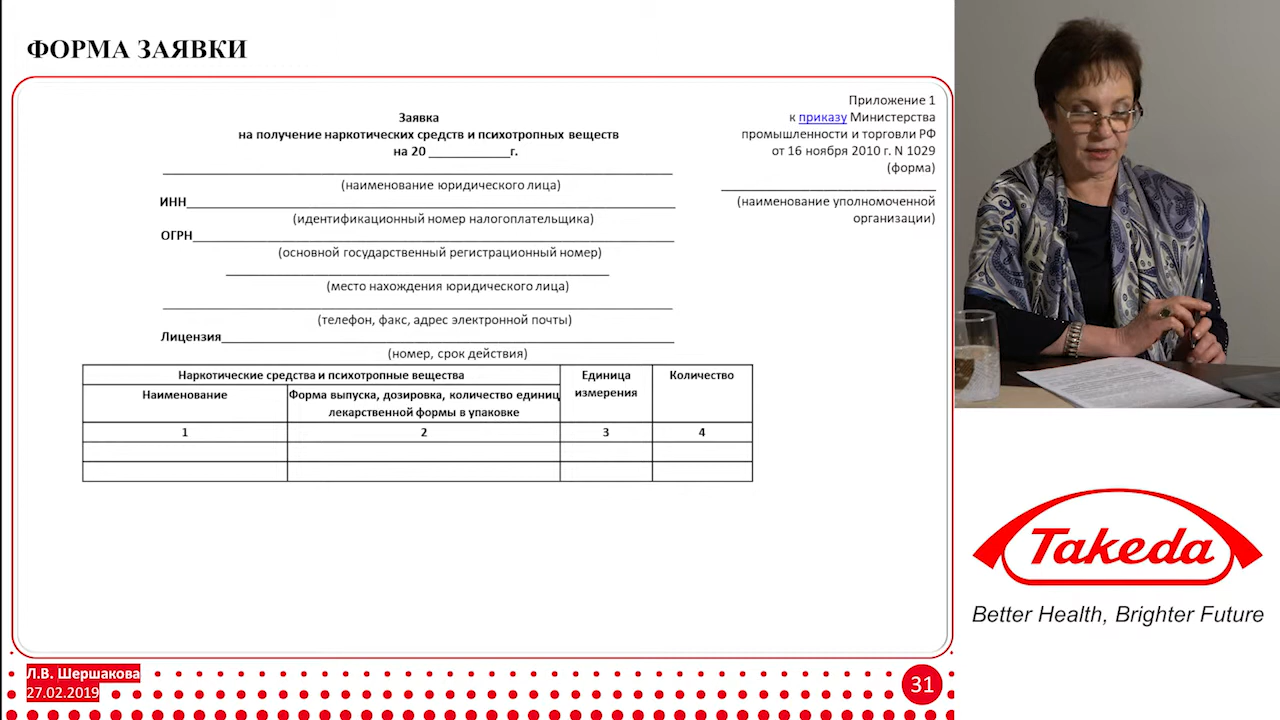 ФОРМА ЗАЯВКИ
Приложение 1
к приказу Министерства
промышленности и торговли РФ
от 16 ноября 2010 г. N 1029
(форма)
(наименование уполномоченной
организации)
Заявка
на получение наркотических средств и психотропных веществ
на 20 ___________г.
(наименование юридического лица)
ИНН
(идентификационный номер налогоплательщика)
ОГРН
(основной государственный регистрационный номер)
(место нахождения юридического лица)
(телефон, факс, адрес электронной почты)
Лицензия
(номер, срок действия)
Наркотические средства и психотропные вещества
Единица
измерения
Количество
Наименование
Форма выпуска, дозировка, количество единиц
лекарственной формы в упаковке
1 2 3 4
Л.В. Шершакова
27.02.2019
31
Takeda
Better Health, Brighter Future